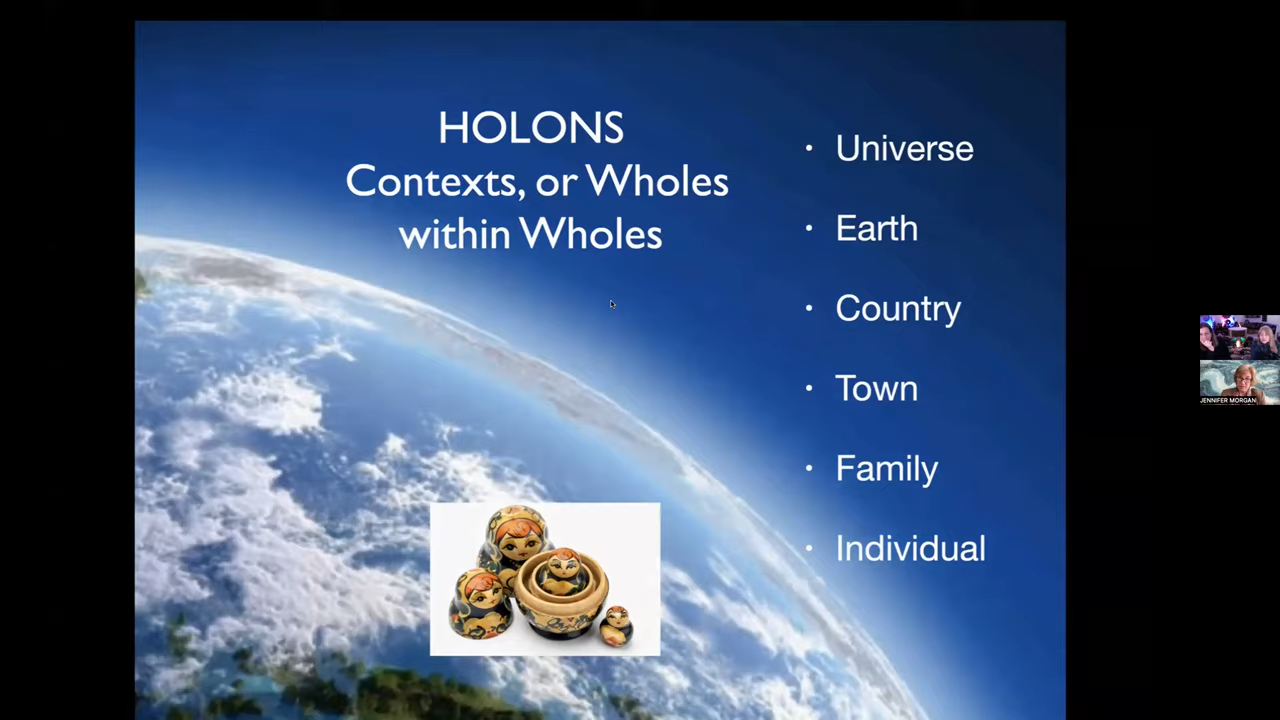 HOLONS
Contexts, or Wholes
within Wholes
• Universe
• Earth
• Country
• Town
• Family
• Individual
JENNIFER MORGAN